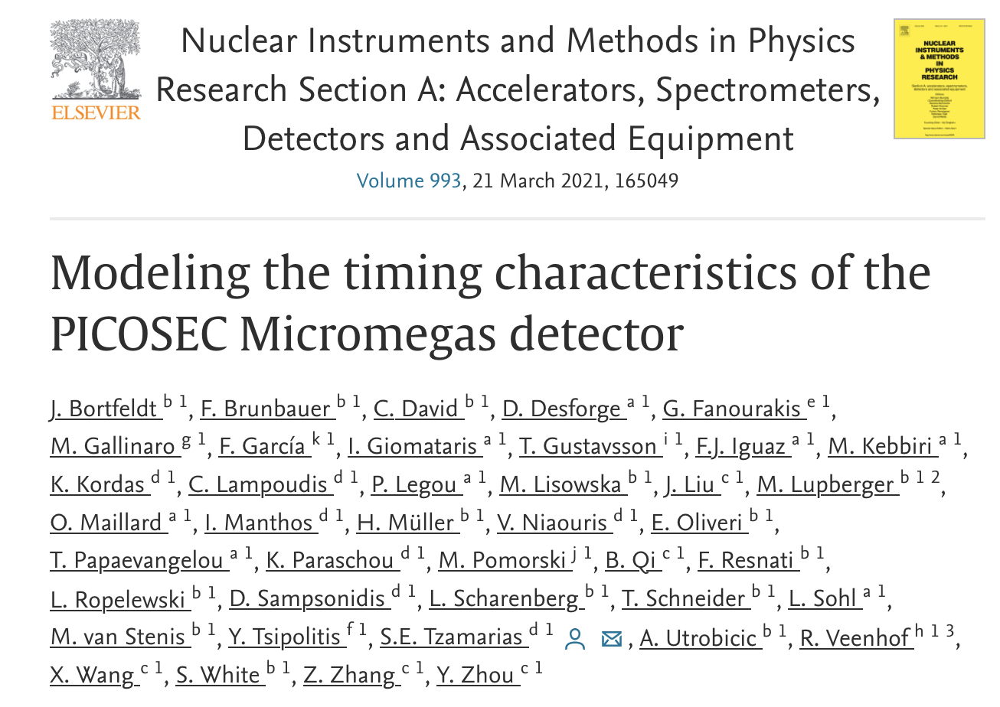 ELSEVIER
Nuclear Instruments and Methods in Physics
Research Section A: Accelerators, Spectrometers,
Detectors and Associated Equipment
Volume 993, 21 March 2021, 165049
NUCLEAR
INSTRUMENTS
& METHODS
IN
PHYSICS
RESEARCH
Modeling the timing characteristics of the
PICOSEC Micromegas detector
J. Bortfeldt b 1, F. Brunbauer b 1, C. David b 1, D. Desforge a 1, G. Fanourakis e 1,
M. Gallinaro g 1, F. García k 1, I. Giomataris a 1, T. Gustavsson i 1, F.J. Iguaz a 1, M. Kebbiri a 1,
K. Kordas d 1, C. Lampoudis d 1, P. Legou a 1, M. Lisowska b 1, J. Liu c 1, M. Lupberger b 1 2,
O. Maillard a 1, I. Manthos d 1, H. Müller b 1, V. Niaouris d 1, E. Oliveri b 1,
T. Papaevangelou a 1, K. Paraschou d 1, M. Pomorski j 1, B. Qi c 1, F. Resnati b 1,
L. Ropelewski b 1, D. Sampsonidis d 1, L. Scharenberg b 1, T. Schneider b 1, L. Sohl a 1,
M. van Stenis b 1, Y. Tsipolitis f 1, S.E. Tzamarias d 1, A. Utrobicic b 1, R. Veenhof h 1 3,
X. Wang c 1, S. White b 1, Z. Zhang c 1, Y. Zhou c 1